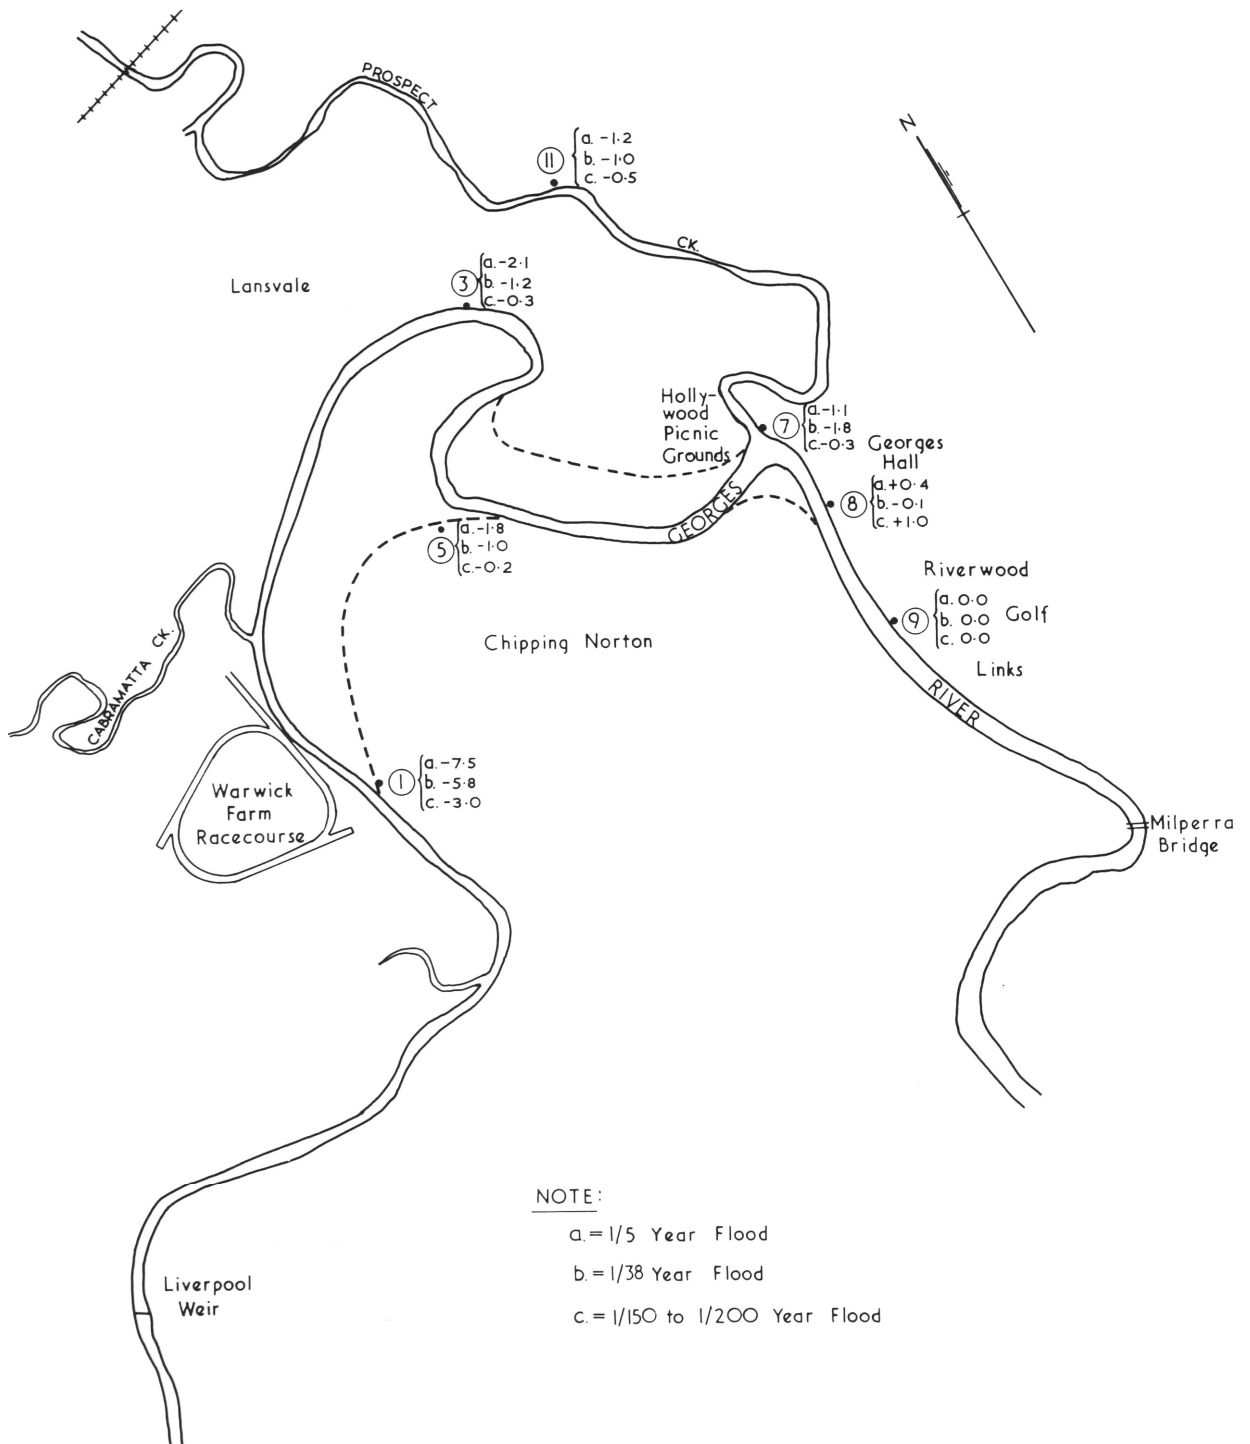 PROSPECT
N
11
a. -1·2
b. -1·0
c. -0·5
CK.
Lansvale
3
a. -2·1
b. -1·2
c. -0·3
Holly-
wood
Picnic
Grounds
7
a. -1·1
b. -1·8
c. -0·3
Georges
Hall
8
a. +0·4
b. -0·1
c. +1·0
GEORGES
5
a. -1·8
b. -1·0
c. -0·2
Riverwood
Golf
Links
9
a. 0·0
b. 0·0
c. 0·0
Chipping Norton
CABRAMATTA CK.
RIVER
1
a. -7·5
b. -5·8
c. -3·0
Warwick
Farm
Racecourse
Milperra
Bridge
NOTE:
a. = 1/5 Year Flood
b. = 1/38 Year Flood
c. = 1/150 to 1/200 Year Flood
Liverpool
Weir